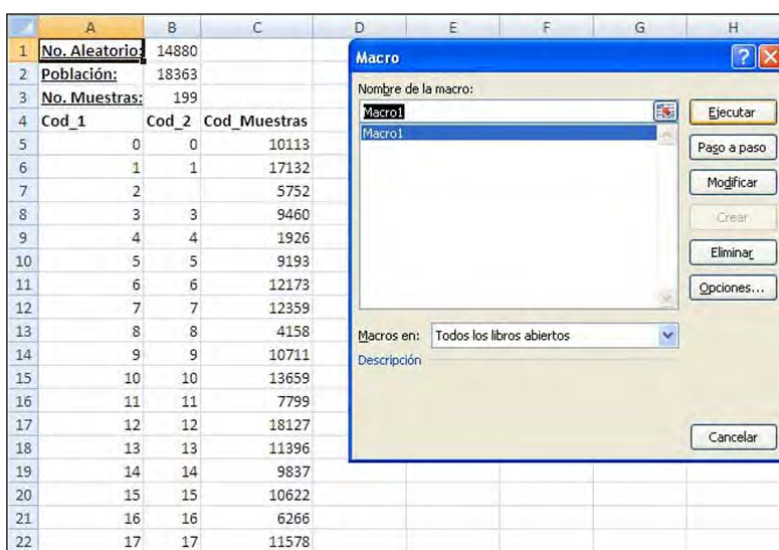 A B C D E F G H
1 No. Aleatorio: 14880
2 Población: 18363
3 No. Muestras: 199
4 Cod_1 Cod_2 Cod_Muestras
5 0 0 10113
6 1 1 17132
7 2 5752
8 3 3 9460
9 4 4 1926
10 5 5 9193
11 6 6 12173
12 7 7 12359
13 8 8 4158
14 9 9 10711
15 10 10 13659
16 11 11 7799
17 12 12 18127
18 13 13 11396
19 14 14 9837
20 15 15 10622
21 16 16 6266
22 17 17 11578
Macro
Nombre de la macro:
Macro1
Macro1
Ejecutar
Paso a paso
Modificar
Crear
Eliminar
Opciones...
Macros en: Todos los libros abiertos
Descripción
Cancelar